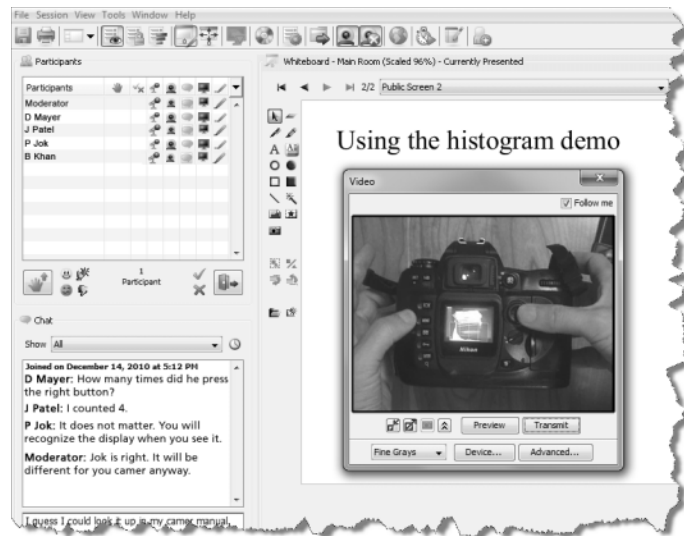 File Session View Tools Window Help
Participants
Whiteboard - Main Room (Scaled 96%) - Currently Presented
2/2 Public Screen 2
Participants
Moderator
D Mayer
J Patel
P Jok
B Khan
Using the histogram demo
Video
Follow me
Nikon
1
Participant
Chat
Show All
Joined on December 14, 2010 at 5:12 PM
D Mayer: How many times did he press
the right button?
J Patel: I counted 4.
P Jok: It does not matter. You will
recognize the display when you see it.
Moderator: Jok is right. It will be
different for you camer anyway.
I guess I could look it up in my camer manual,
Preview Transmit
Fine Grays Device... Advanced...